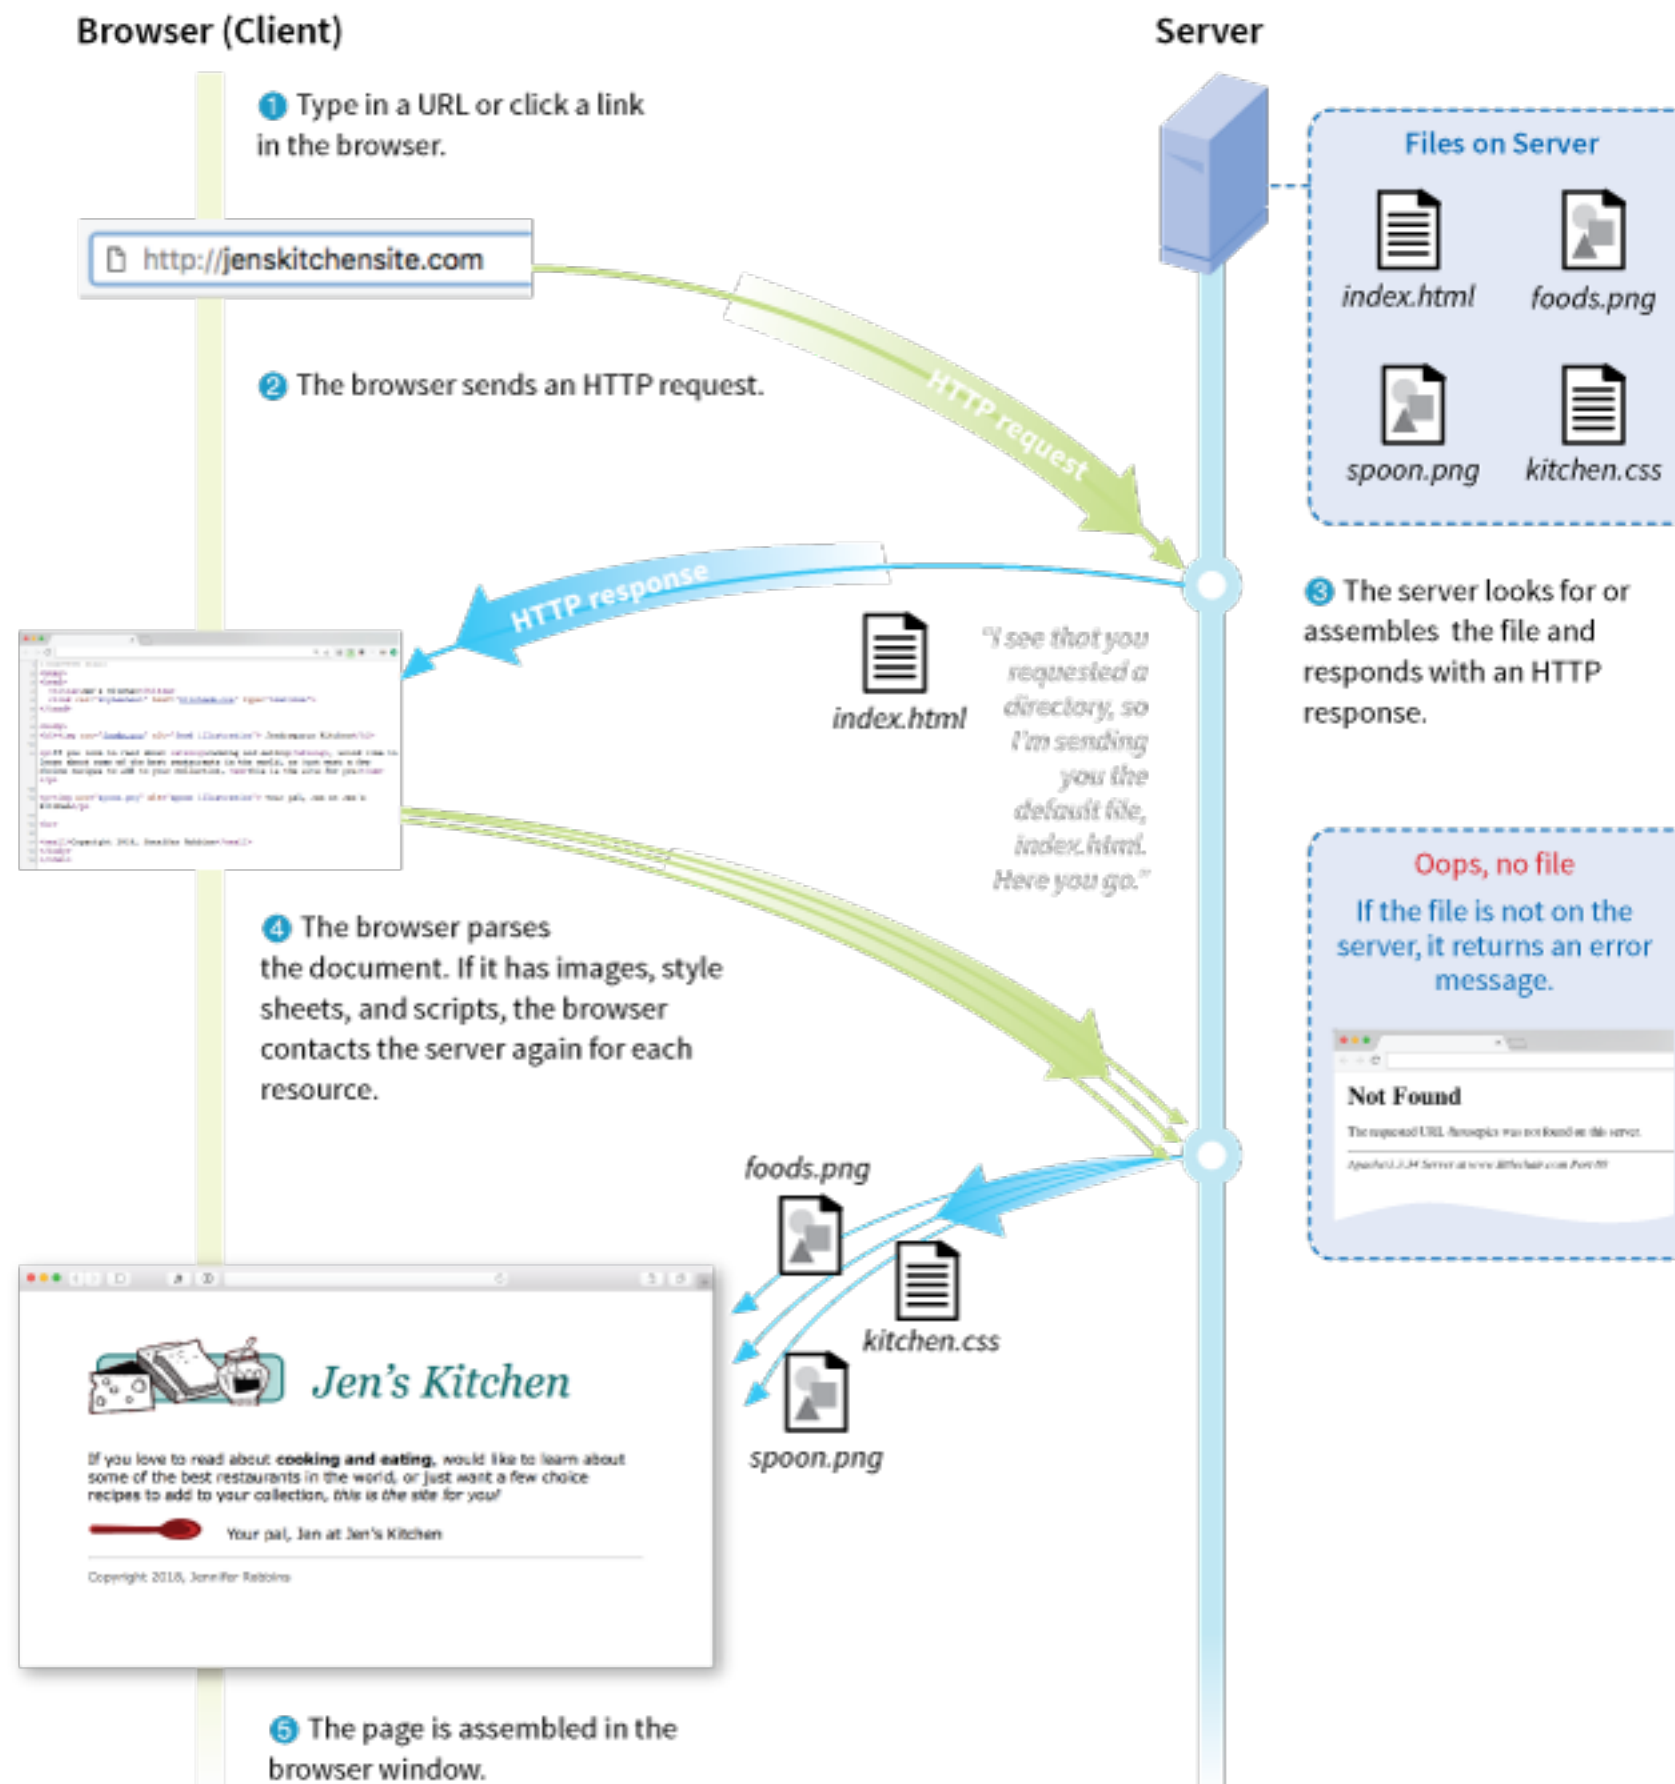 Browser (Client)
Server
1 Type in a URL or click a link
in the browser.
http://jenskitchensite.com
Files on Server
index.html
foods.png
spoon.png
kitchen.css
2 The browser sends an HTTP request.
HTTP request
HTTP response
index.html
"I see that you
requested a
directory, so
I'm sending
you the
default file,
index.html.
Here you go."
3 The server looks for or
assembles the file and
responds with an HTTP
response.
4 The browser parses
the document. If it has images, style
sheets, and scripts, the browser
contacts the server again for each
resource.
Oops, no file
If the file is not on the
server, it returns an error
message.
Not Found
The requested URL was not found on this server.
foods.png
kitchen.css
spoon.png
Jen's Kitchen
If you love to read about cooking and eating, would like to learn about
some of the best restaurants in the world, or just want a few choice
recipes to add to your collection, this is the site for you!
Your pal, Jen at Jen's Kitchen
Copyright 2018, Jennifer Robbins
5 The page is assembled in the
browser window.